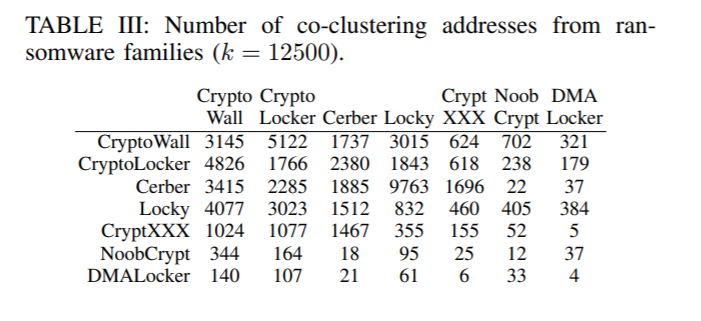 TABLE III: Number of co-clustering addresses from ran-
somware families (k = 12500).
Crypto Crypto Crypt Noob DMA
Wall Locker Cerber Locky XXX Crypt Locker
CryptoWall 3145 5122 1737 3015 624 702 321
CryptoLocker 4826 1766 2380 1843 618 238 179
Cerber 3415 2285 1885 9763 1696 22 37
Locky 4077 3023 1512 832 460 405 384
CryptXXX 1024 1077 1467 355 155 52 5
NoobCrypt 344 164 18 95 25 12 37
DMALocker 140 107 21 61 6 33 4